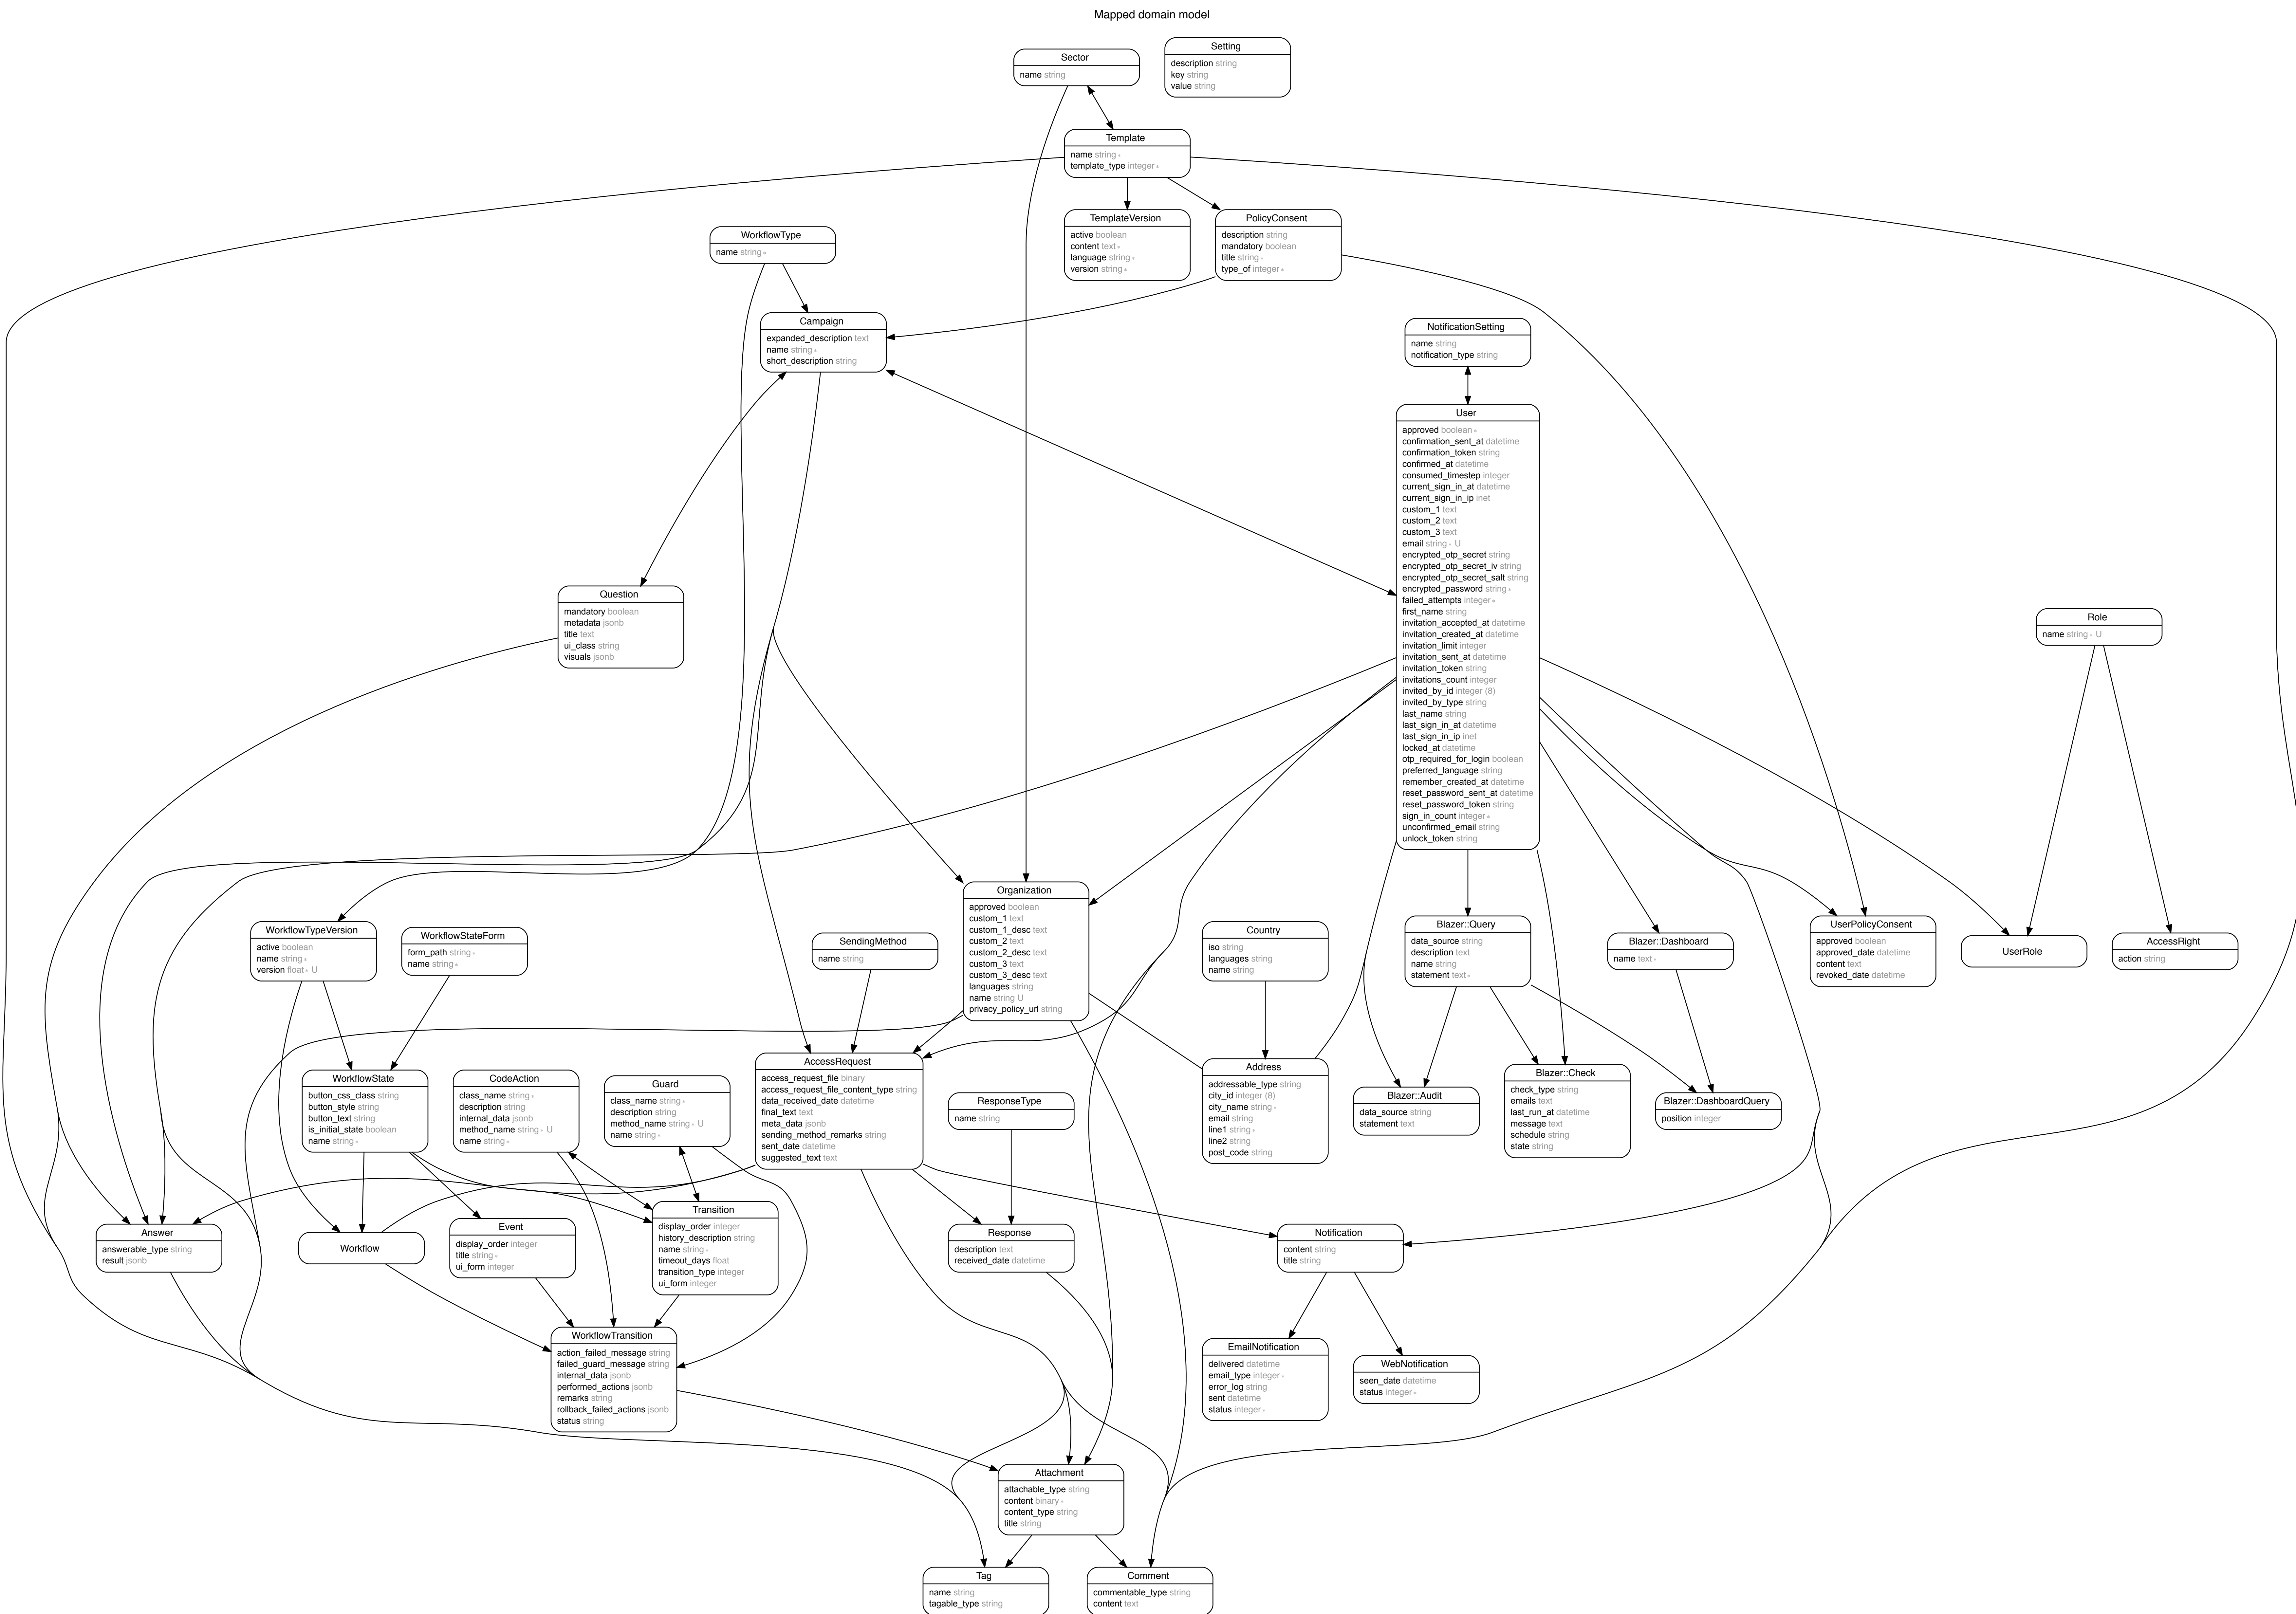 Mapped domain model
Setting
description string
key string
value string
Sector
name string
Template
name string ∗
template_type integer ∗
TemplateVersion
active boolean
content text ∗
language string ∗
version string ∗
PolicyConsent
description string
mandatory boolean
title string ∗
type_of integer ∗
WorkflowType
name string ∗
Campaign
expanded_description text
name string ∗
short_description string
NotificationSetting
name string
notification_type string
User
approved boolean ∗
confirmation_sent_at datetime
confirmation_token string
confirmed_at datetime
consumed_timestep integer
current_sign_in_at datetime
current_sign_in_ip inet
custom_1 text
custom_2 text
custom_3 text
email string ∗ U
encrypted_otp_secret string
encrypted_otp_secret_iv string
encrypted_otp_secret_salt string
encrypted_password string ∗
failed_attempts integer ∗
first_name string
invitation_accepted_at datetime
invitation_created_at datetime
invitation_limit integer
invitation_sent_at datetime
invitation_token string
invitations_count integer
invited_by_id integer (8)
invited_by_type string
last_name string
last_sign_in_at datetime
last_sign_in_ip inet
locked_at datetime
otp_required_for_login boolean
preferred_language string
remember_created_at datetime
reset_password_sent_at datetime
reset_password_token string
sign_in_count integer ∗
unconfirmed_email string
unlock_token string
Question
mandatory boolean
metadata jsonb
title text
ui_class string
visuals jsonb
Role
name string ∗ U
Organization
approved boolean
custom_1 text
custom_1_desc text
custom_2 text
custom_2_desc text
custom_3 text
custom_3_desc text
languages string
name string U
privacy_policy_url string
WorkflowTypeVersion
active boolean
name string ∗
version float ∗ U
WorkflowStateForm
form_path string ∗
name string ∗
SendingMethod
name string
Country
iso string
languages string
name string
Blazer::Query
data_source string
description text
name string
statement text ∗
Blazer::Dashboard
name text ∗
UserPolicyConsent
approved boolean
approved_date datetime
content text
revoked_date datetime
UserRole
AccessRight
action string
WorkflowState
button_css_class string
button_style string
button_text string
is_initial_state boolean
name string ∗
CodeAction
class_name string ∗
description string
internal_data jsonb
method_name string ∗ U
name string ∗
Guard
class_name string ∗
description string
method_name string ∗ U
name string ∗
AccessRequest
access_request_file binary
access_request_file_content_type string
data_received_date datetime
final_text text
meta_data jsonb
sending_method_remarks string
sent_date datetime
suggested_text text
ResponseType
name string
Address
addressable_type string
city_id integer (8)
city_name string ∗
email string
line1 string ∗
line2 string
post_code string
Blazer::Audit
data_source string
statement text
Blazer::Check
check_type string
emails text
last_run_at datetime
message text
schedule string
state string
Blazer::DashboardQuery
position integer
Answer
answerable_type string
result jsonb
Workflow
Event
display_order integer
title string ∗
ui_form integer
Transition
display_order integer
history_description string
name string ∗
timeout_days float
transition_type integer
ui_form integer
Response
description text
received_date datetime
Notification
content string
title string
WorkflowTransition
action_failed_message string
failed_guard_message string
internal_data jsonb
performed_actions jsonb
remarks string
rollback_failed_actions jsonb
status string
EmailNotification
delivered datetime
email_type integer ∗
error_log string
sent datetime
status integer ∗
WebNotification
seen_date datetime
status integer ∗
Attachment
attachable_type string
content binary ∗
content_type string
title string
Tag
name string
tagable_type string
Comment
commentable_type string
content text